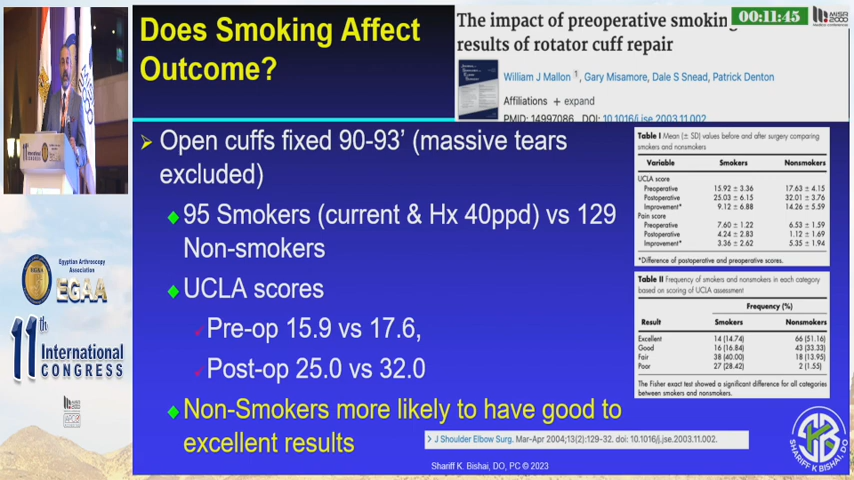 Does Smoking Affect
Outcome?
The impact of preoperative smoking
results of rotator cuff repair
00:11:45
William J Mallon ¶, Gary Misamore, Dale S Snead, Patrick Denton
Affiliations + expand
PMID: 14997086 DOI: 10.1016/j.jse.2003.11.002
Open cuffs fixed 90-93’ (massive tears
excluded)
95 Smokers (current & Hx 40ppd) vs 129
Non-smokers
UCLA scores
Pre-op 15.9 vs 17.6,
Post-op 25.0 vs 32.0
Non-Smokers more likely to have good to
excellent results
Table I Mean (± SD) values before and after surgery comparing
smokers and nonsmokers
Variable Smokers Nonsmokers
UCLA score
Preoperative 15.92 ± 3.36 17.63 ± 4.15
Postoperative 25.03 ± 6.15 32.01 ± 3.76
Improvement* 9.12 ± 6.88 14.26 ± 5.59
Pain score
Preoperative 7.60 ± 1.22 6.53 ± 1.59
Postoperative 4.24 ± 2.83 1.12 ± 1.69
Improvement* 3.36 ± 2.62 5.35 ± 1.94
*Difference of postoperative and preoperative scores.
Table II Frequency of smokers and nonsmokers in each category
based on scoring of UCLA assessment
Frequency (%)
Result Smokers Nonsmokers
Excellent 14 (14.74) 66 (51.16)
Good 16 (16.84) 43 (33.33)
Fair 38 (40.00) 18 (13.95)
Poor 27 (28.42) 2 (1.55)
The Fisher exact test showed a significant difference for all categories
between smokers and nonsmokers.
> J Shoulder Elbow Surg. Mar-Apr 2004;13(2):129-32. doi: 10.1016/j.jse.2003.11.002.
Shariff K. Bishai, DO, PC © 2023
SHARIFF K BISHAI, DO
Egyptian Arthroscopy
Association
EGAA
11th
International
CONGRESS
11th
International